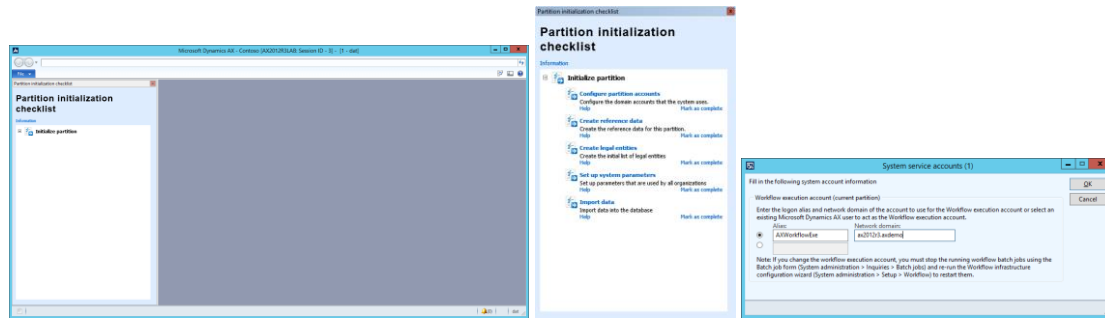 Microsoft Dynamics AX - Contoso [AX2012R3LAB: Session ID - 3] - [1 - dat]
File
Partition initialization checklist
Partition initialization
checklist
Information
Initialize partition
Partition initialization checklist
Partition initialization
checklist
Information
Initialize partition
Configure partition accounts
Configure the domain accounts that the system uses.
Help Mark as complete
Create reference data
Create the reference data for this partition.
Help Mark as complete
Create legal entities
Create the initial list of legal entities
Help Mark as complete
Set up system parameters
Set up parameters that are used by all organizations
Help Mark as complete
Import data
Import data into the database
Help Mark as complete
System service accounts (1)
Fill in the following system account information
OK
Cancel
Workflow execution account (current partition)
Enter the logon alias and network domain of the account to use for the Workflow execution account or select an
existing Microsoft Dynamics AX user to act as the Workflow execution account.
Alias: Network domain:
AXWorkflowExe ax2012r3.axdemo
Note: If you change the workflow execution account, you must stop the running workflow batch jobs using the
Batch job form (System administration > Inquiries > Batch jobs) and re-run the Workflow infrastructure
configuration wizard (System administration > Setup > Workflow) to restart them.